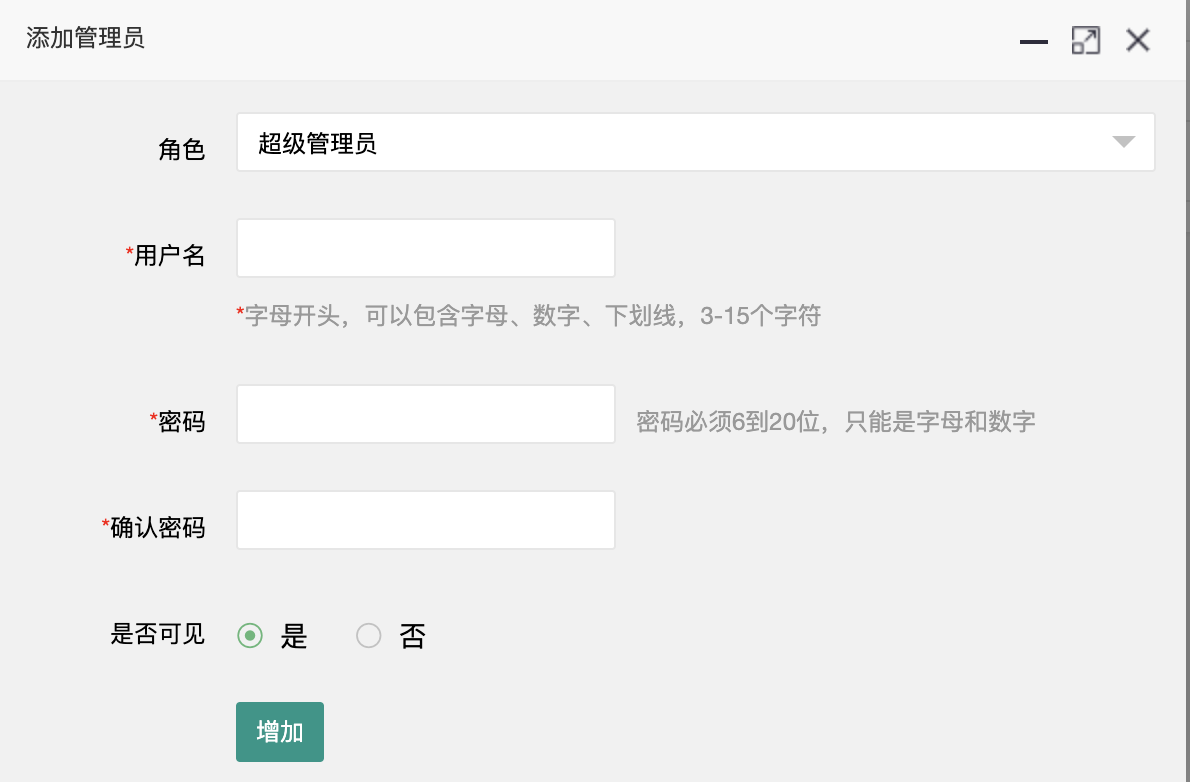 添加管理员
角色
超级管理员
*用户名
*字母开头，可以包含字母、数字、下划线，3-15个字符
*密码
密码必须6到20位，只能是字母和数字
*确认密码
是否可见
是
否
增加